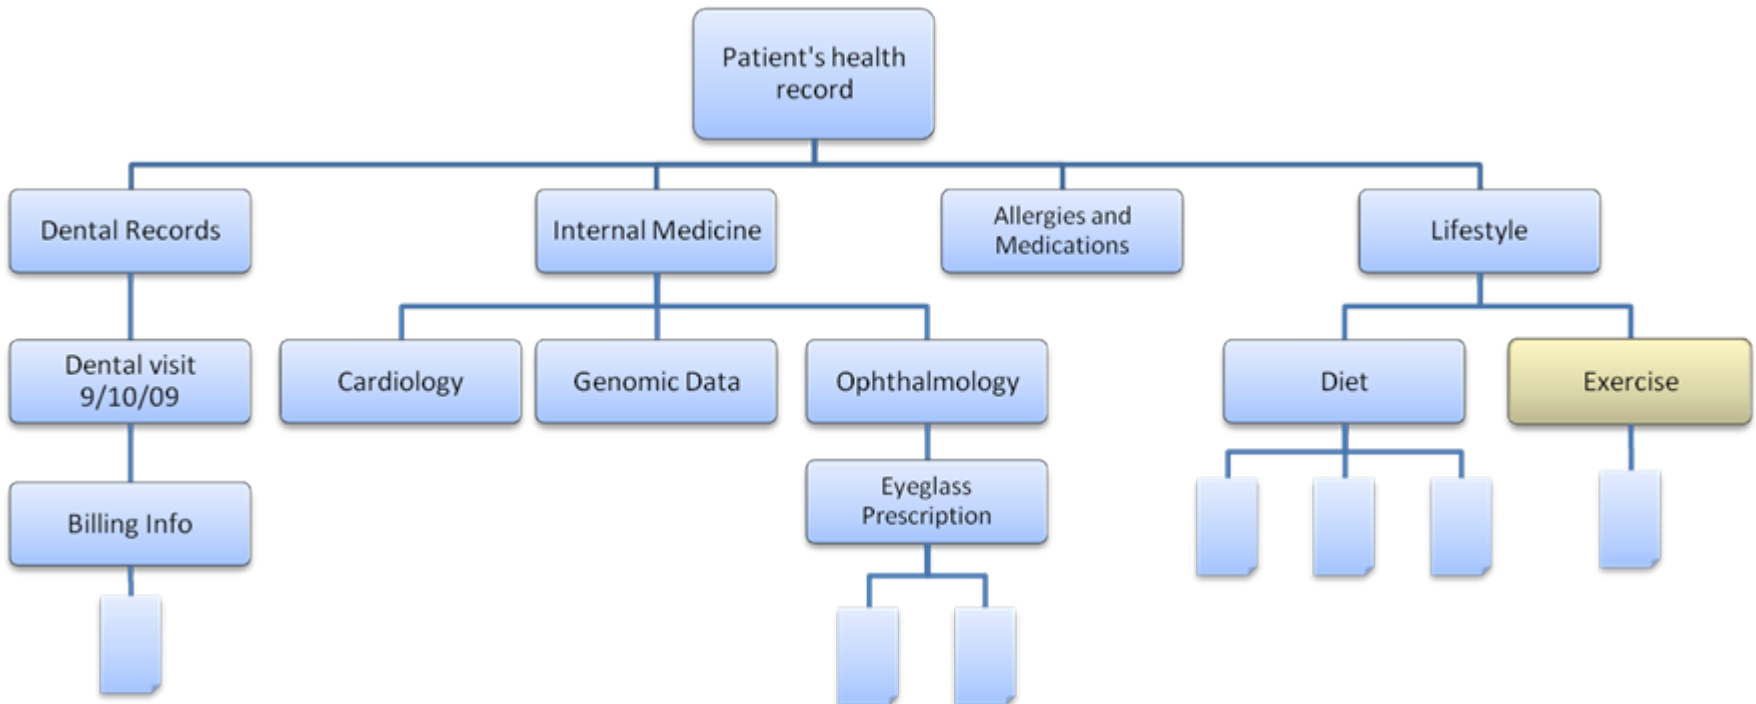 Patient's health
record
Dental Records
Internal Medicine
Allergies and
Medications
Lifestyle
Dental visit
9/10/09
Cardiology
Genomic Data
Ophthalmology
Diet
Exercise
Billing Info
Eyeglass
Prescription